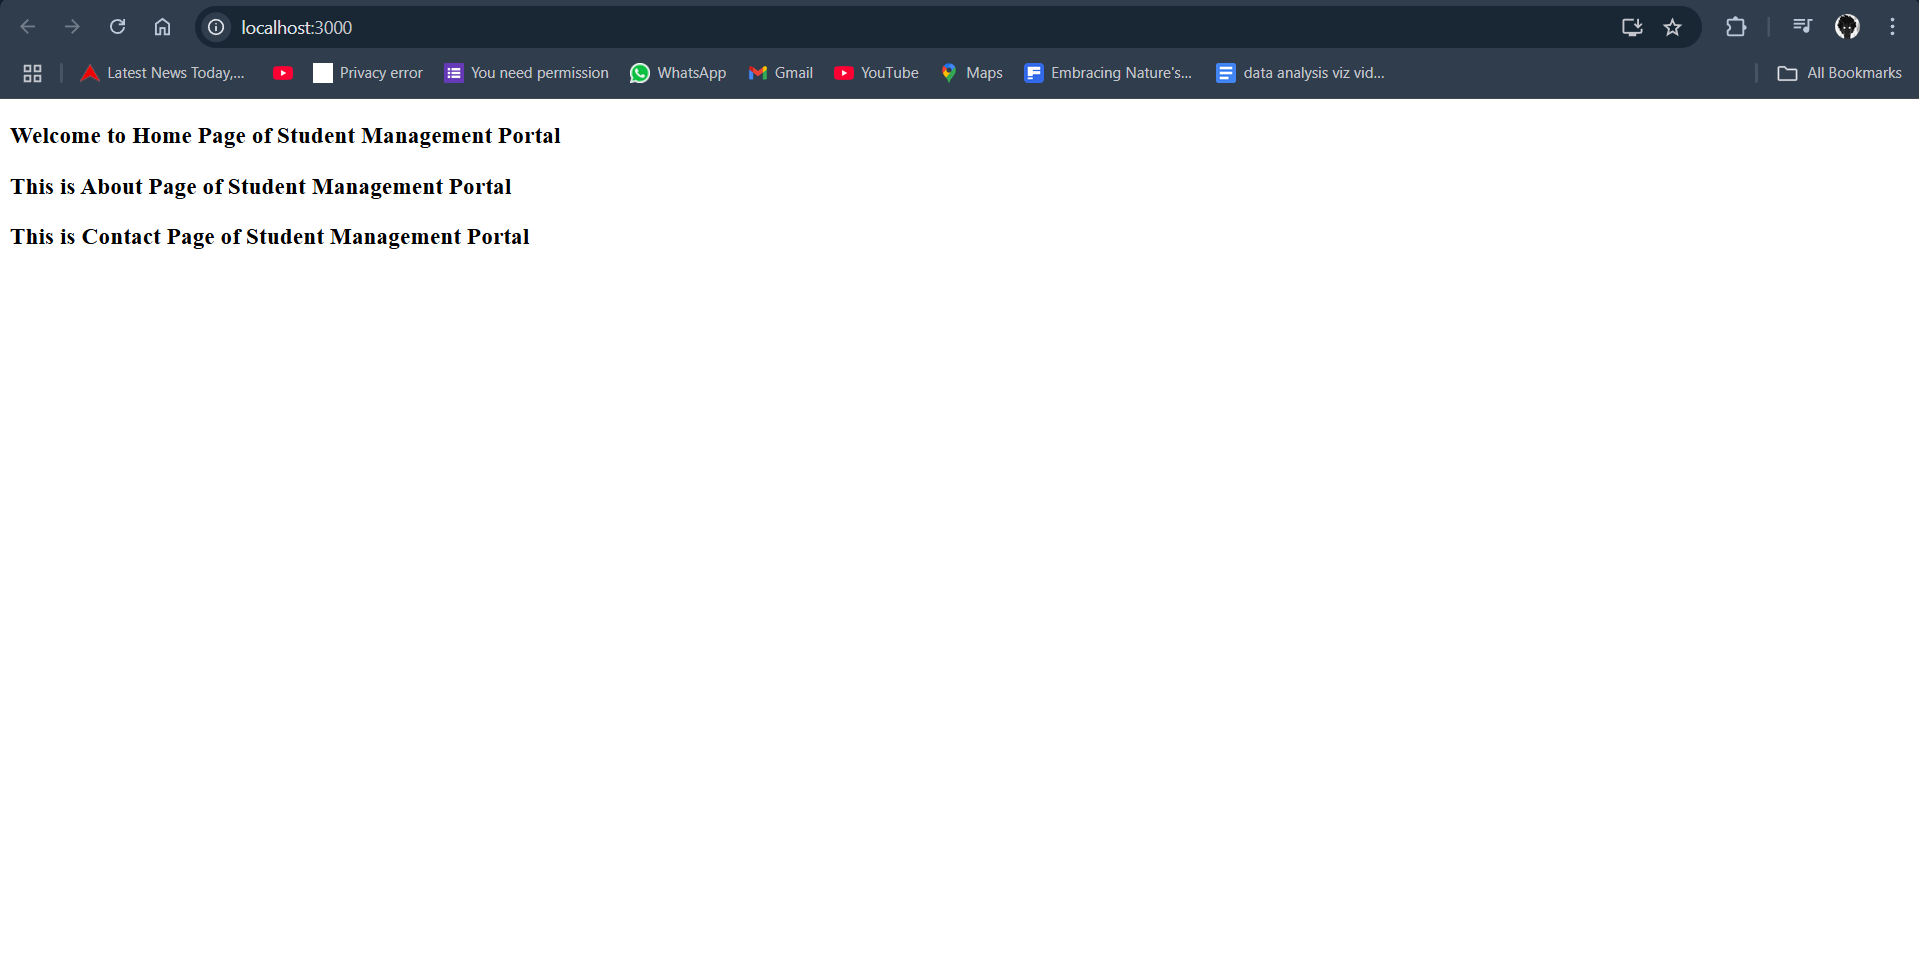 localhost:3000
Latest News Today,... Privacy error You need permission WhatsApp Gmail YouTube Maps Embracing Nature's... data analysis viz vid... All Bookmarks
Welcome to Home Page of Student Management Portal
This is About Page of Student Management Portal
This is Contact Page of Student Management Portal